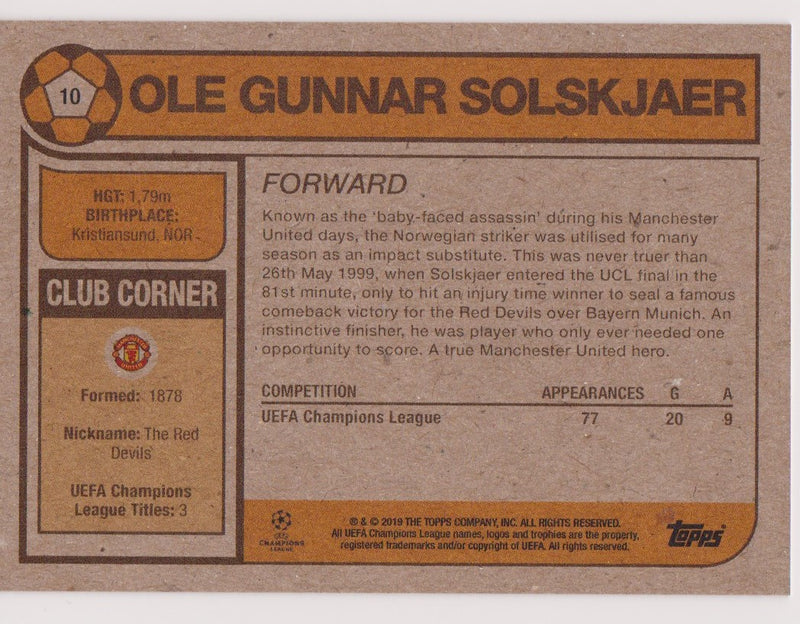 10
OLE GUNNAR SOLSKJAER
HGT: 1,79m
BIRTHPLACE:
Kristiansund, NOR
CLUB CORNER
MANCHESTER
UNITED
Formed: 1878
Nickname: The Red
Devils
UEFA Champions
League Titles: 3
FORWARD
Known as the 'baby-faced assassin' during his Manchester
United days, the Norwegian striker was utilised for many
season as an impact substitute. This was never truer than
26th May 1999, when Solskjaer entered the UCL final in the
81st minute, only to hit an injury time winner to seal a famous
comeback victory for the Red Devils over Bayern Munich. An
instinctive finisher, he was player who only ever needed one
opportunity to score. A true Manchester United hero.
COMPETITION APPEARANCES G A
UEFA Champions League 77 20 9
CHAMPIONS
LEAGUE
® & © 2019 THE TOPPS COMPANY, INC. ALL RIGHTS RESERVED.
All UEFA Champions League names, logos and trophies are the property,
registered trademarks and/or copyright of UEFA. All rights reserved.
Topps